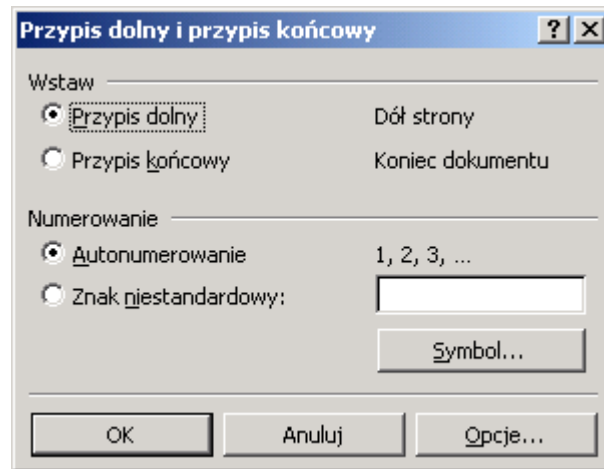 Przypis dolny i przypis końcowy
Wstaw
Przypis dolny Dół strony
Przypis końcowy Koniec dokumentu
Numerowanie
Autonumerowanie 1, 2, 3, ...
Znak niestandardowy:
Symbol...
OK Anuluj Opcje...